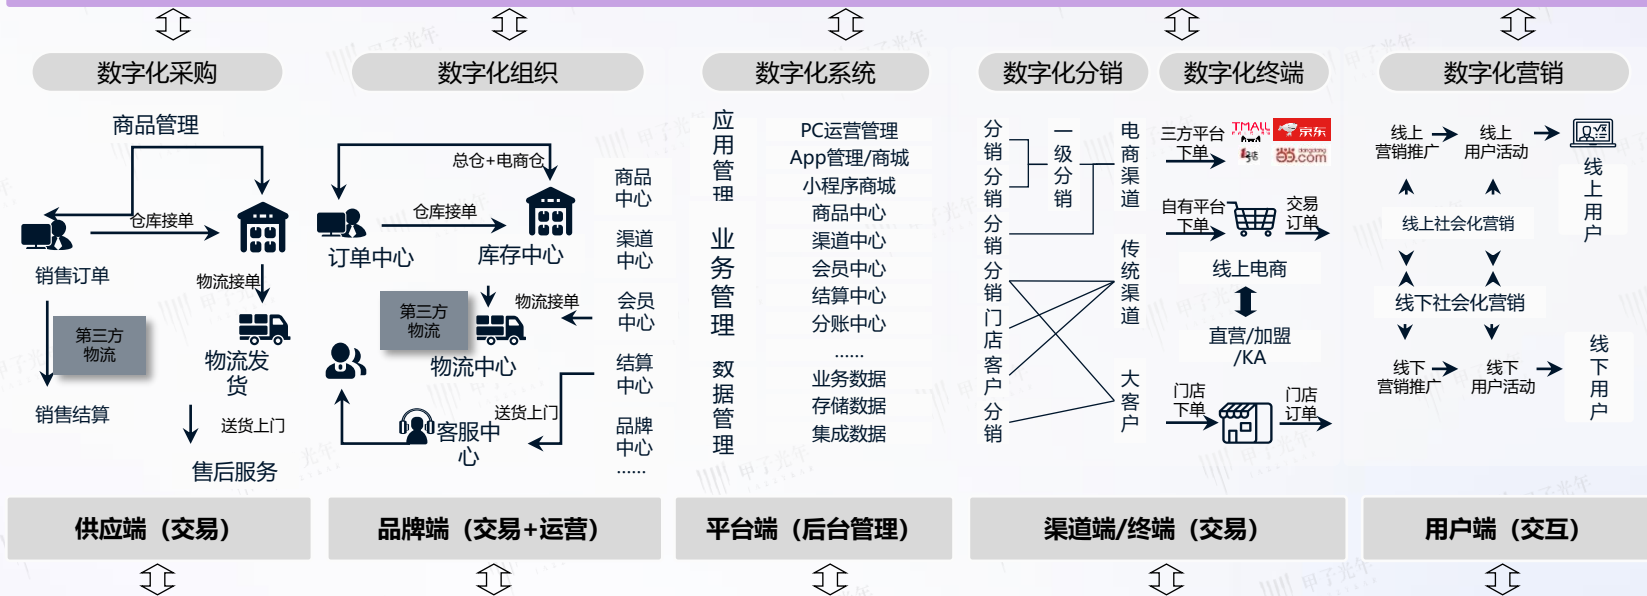 数字化采购
商品管理
仓库接单
销售订单
物流接单
第三方
物流
物流发
货
销售结算
送货上门
售后服务
供应端（交易）
数字化组织
总仓+电商仓
仓库接单
订单中心
库存中心
第三方
物流
物流接单
物流中心
送货上门
客服中
心
商品
中心
渠道
中心
会员
中心
结算
中心
品牌
中心
......
品牌端（交易+运营）
数字化系统
应用管理
业务管理
数据管理
PC运营管理
App管理/商城
小程序商城
商品中心
渠道中心
会员中心
结算中心
分账中心
......
业务数据
存储数据
集成数据
平台端（后台管理）
数字化分销
分销
分销
分销
分销
门店
客户
分销
一级分销
电商渠道
传统渠道
大客户
数字化终端
三方平台
下单
TMALL
京东
dangdang
当当.com
自有平台
下单
交易
订单
线上电商
直营/加盟
/KA
门店
下单
门店
订单
渠道端/终端（交易）
数字化营销
线上
营销推广
线上
用户活动
线上用户
线上社会化营销
线下社会化营销
线下
营销推广
线下
用户活动
线下用户
用户端（交互）
甲子光年